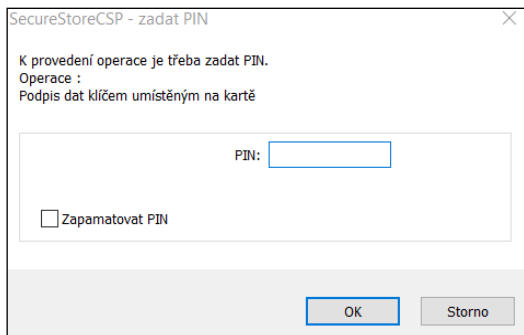 SecureStoreCSP - zadat PIN
K provedení operace je třeba zadat PIN.
Operace :
Podpis dat klíčem umístěným na kartě
PIN:
Zapamatovat PIN
OK
Storno